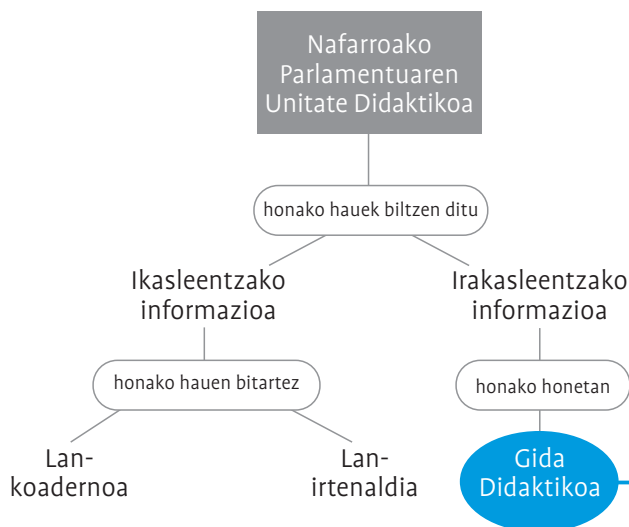 Nafarroako
Parlamentuaren
Unitate Didaktikoa
honako hauek biltzen ditu
Ikasleentzako
informazioa
Irakasleentzako
informazioa
honako hauen bitartez
honako honetan
Lan-
koadernoa
Lan-
irtenaldia
Gida
Didaktikoa